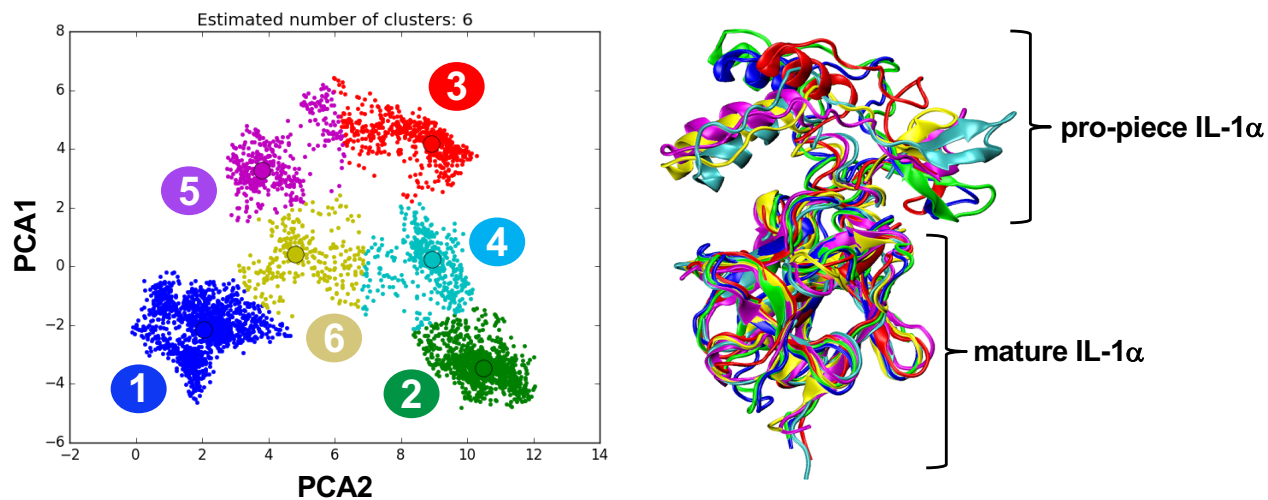 Estimated number of clusters: 6
8
6
4
2
0
−2
−4
−6
PCA1
−2 0 2 4 6 8 10 12 14
PCA2
3
5
4
6
1
2
pro-piece IL-1α
mature IL-1α